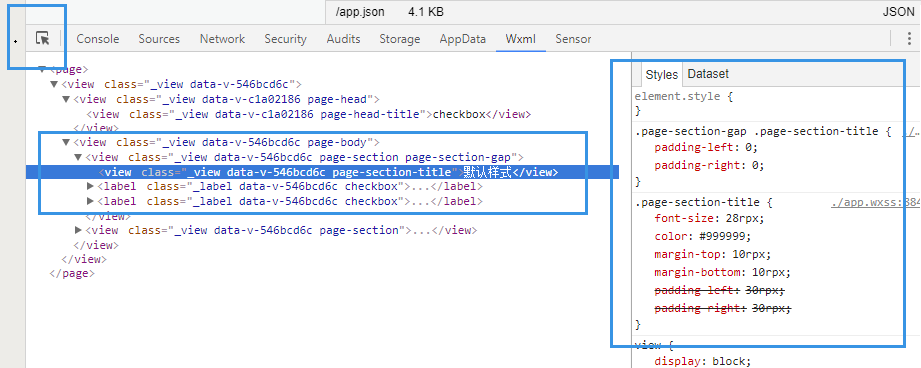 /app.json 4.1 KB JSON
Console Sources Network Security Audits Storage AppData Wxml Sensor
▼<page>
▼<view class="_view data-v-546bcd6c">
▼<view class="_view data-v-c1a02186 page-head">
<view class="_view data-v-c1a02186 page-head-title">checkbox</view>
</view>
▼<view class="_view data-v-546bcd6c page-body">
▼<view class="_view data-v-546bcd6c page-section page-section-gap">
<view class="_view data-v-546bcd6c page-section-title">默认样式</view>
▶<label class="_label data-v-546bcd6c checkbox">...</label>
▶<label class="_label data-v-546bcd6c checkbox">...</label>
</view>
▶<view class="_view data-v-546bcd6c page-section">...</view>
</view>
</view>
</page>
Styles Dataset
element.style {
}
.page-section-gap .page-section-title { ./…
padding-left: 0;
padding-right: 0;
}
.page-section-title { ./app.wxss:384
font-size: 28rpx;
color: #999999;
margin-top: 10rpx;
margin-bottom: 10rpx;
padding-left: 30rpx;
padding-right: 30rpx;
}
view {
display: block;